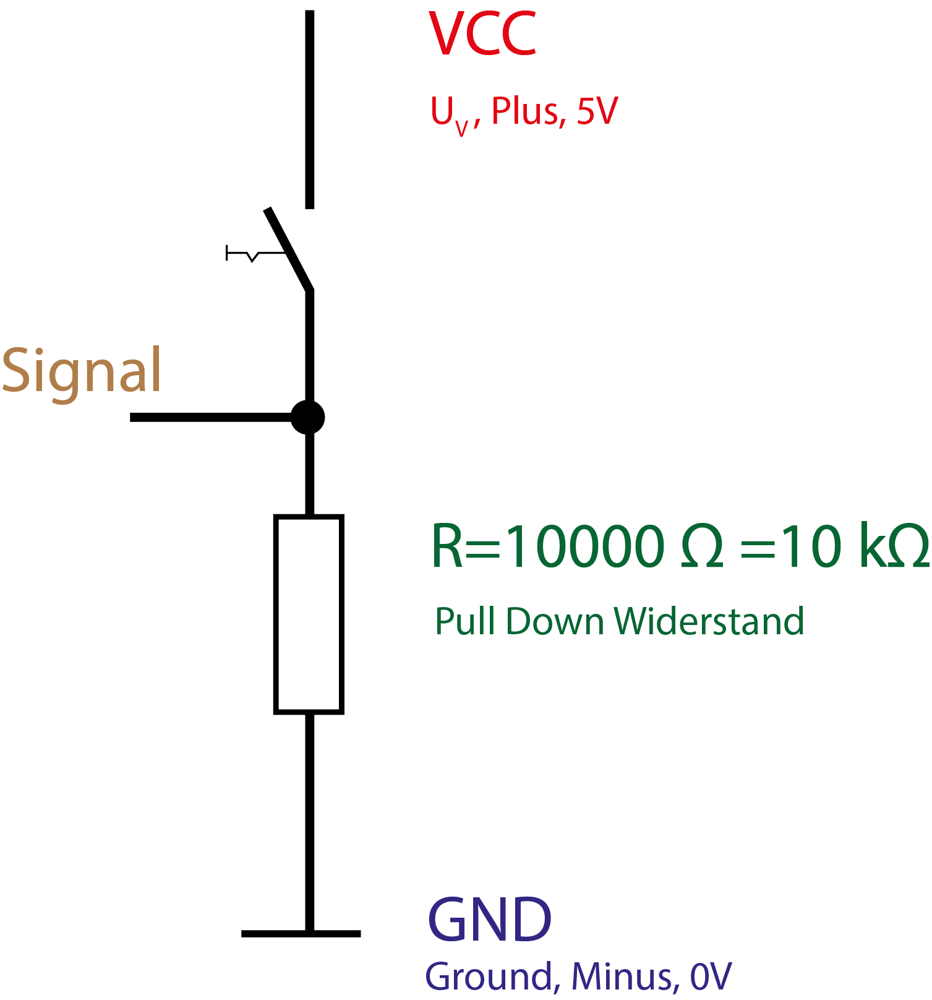 VCC
UV, Plus, 5V
Signal
R=10000 Ω =10 kΩ
Pull Down Widerstand
GND
Ground, Minus, 0V